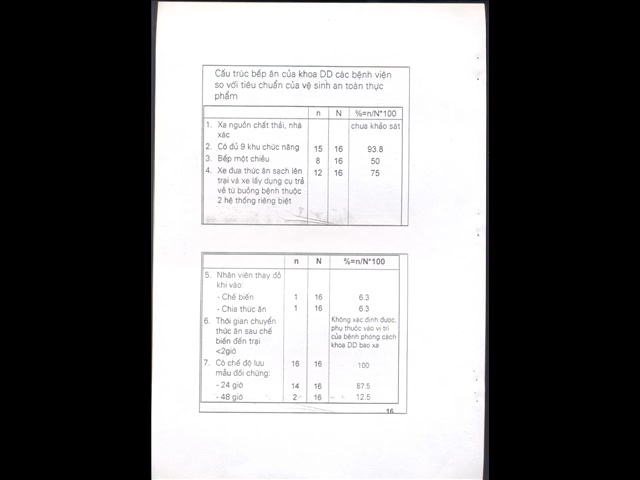 Cấu trúc bếp ăn của khoa DD các bệnh viện
so với tiêu chuẩn của vệ sinh an toàn thực
phẩm
n N %=n/N*100
1. Xa nguồn chất thải, nhà chưa khảo sát
xác
2. Có đủ 9 khu chức năng 15 16 93.8
3. Bếp một chiều 8 16 50
4. Xe đưa thức ăn sạch lên 12 16 75
trại và xe lấy dụng cụ trả
về từ buồng bệnh thuộc
2 hệ thống riêng biệt
n N %=n/N*100
5. Nhân viên thay đồ
khi vào:
- Chế biến 1 16 6.3
- Chia thức ăn 1 16 6.3
6. Thời gian chuyển Không xác định được,
thức ăn sau chế phụ thuộc vào vị trí
biến đến trại của bệnh phòng cách
<2giờ khoa DD bao xa
7. Có chế độ lưu 16 16 100
mẫu đối chứng:
- 24 giờ 14 16 87.5
- 48 giờ 2 16 12.5
16